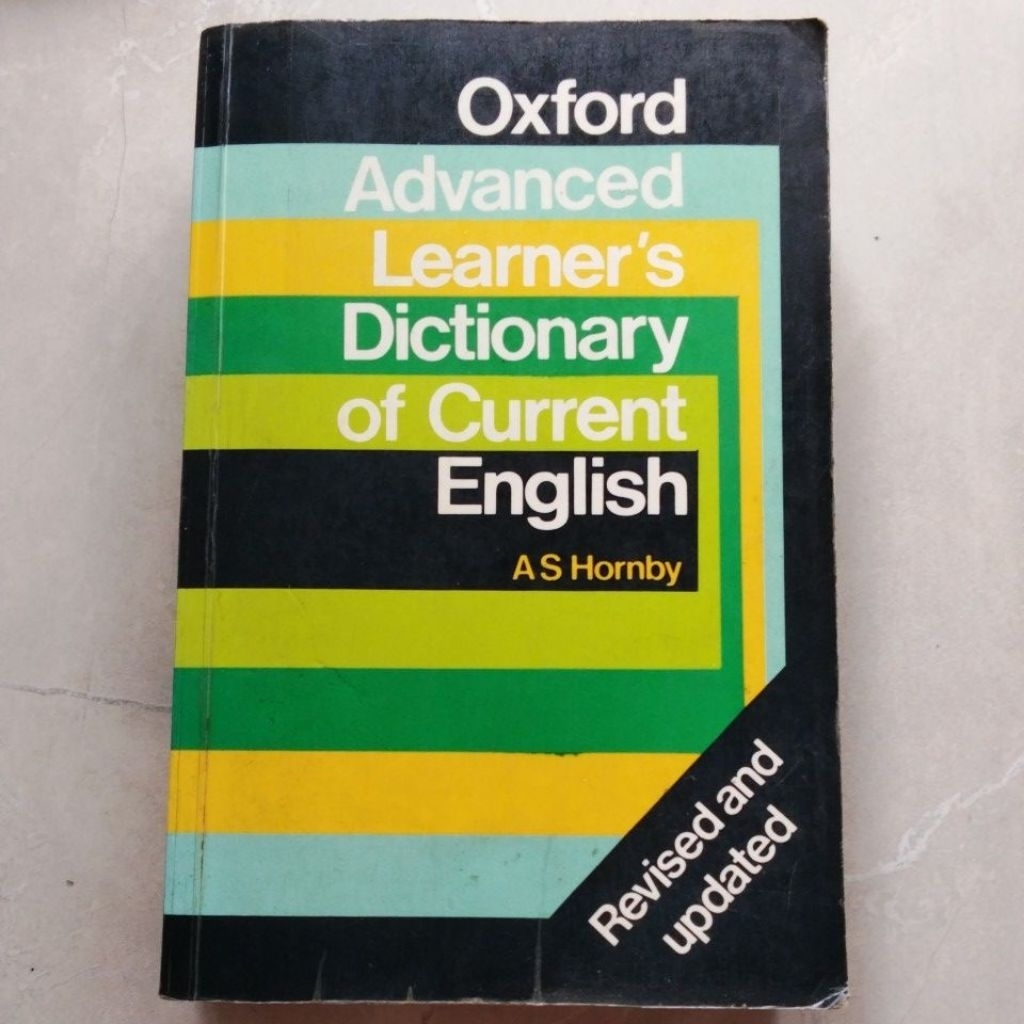 Oxford
Advanced
Learner's
Dictionary
of Current
English
A S Hornby
Revised and
updated